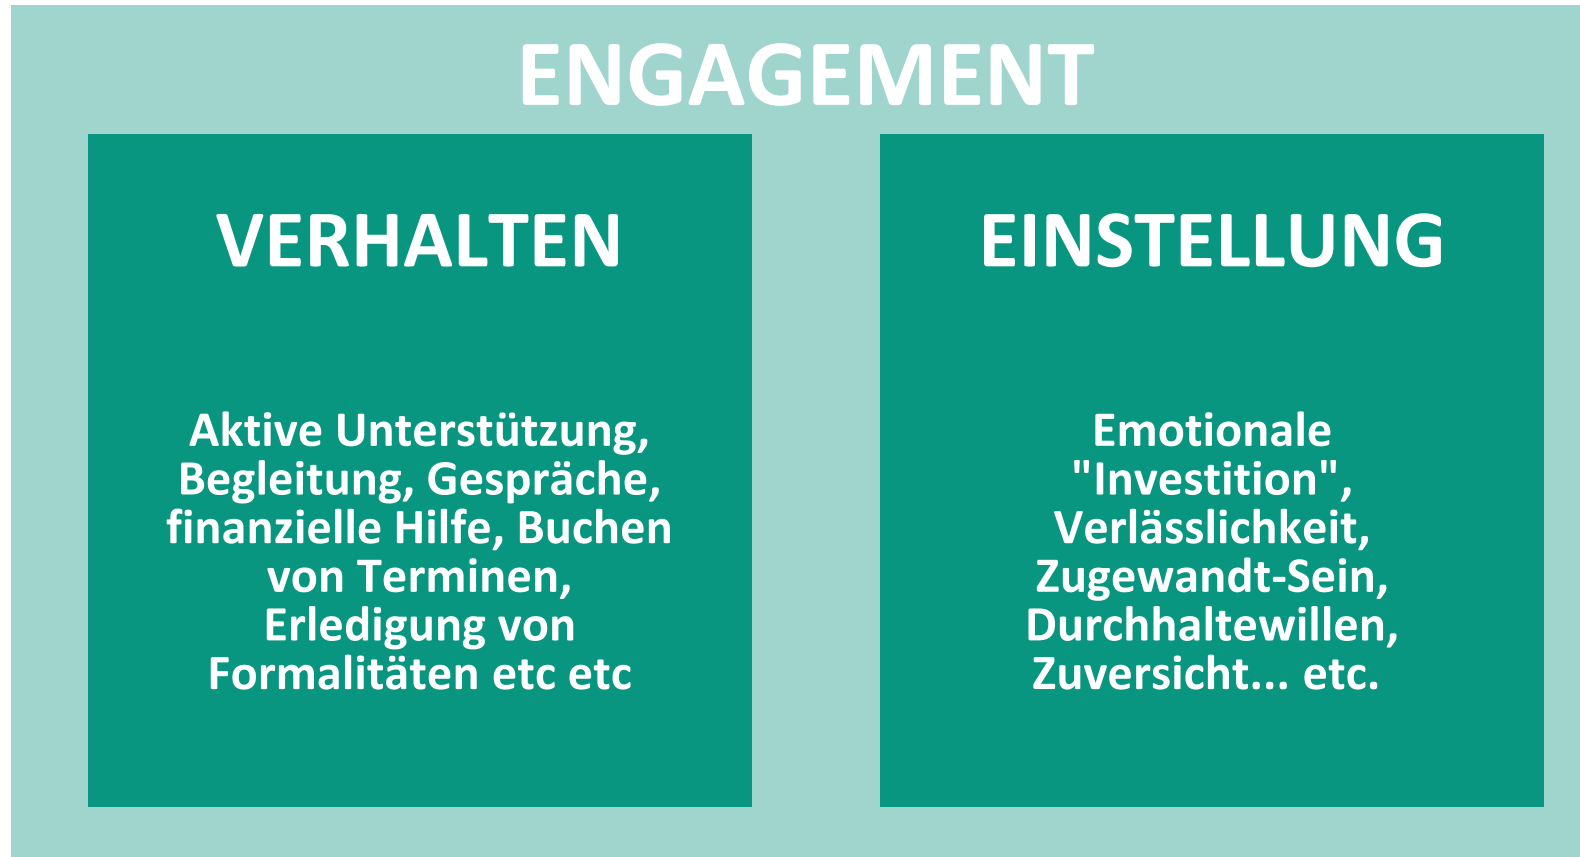 ENGAGEMENT
VERHALTEN
Aktive Unterstützung,
Begleitung, Gespräche,
finanzielle Hilfe, Buchen
von Terminen,
Erledigung von
Formalitäten etc etc
EINSTELLUNG
Emotionale
"Investition",
Verlässlichkeit,
Zugewandt-Sein,
Durchhaltewillen,
Zuversicht... etc.